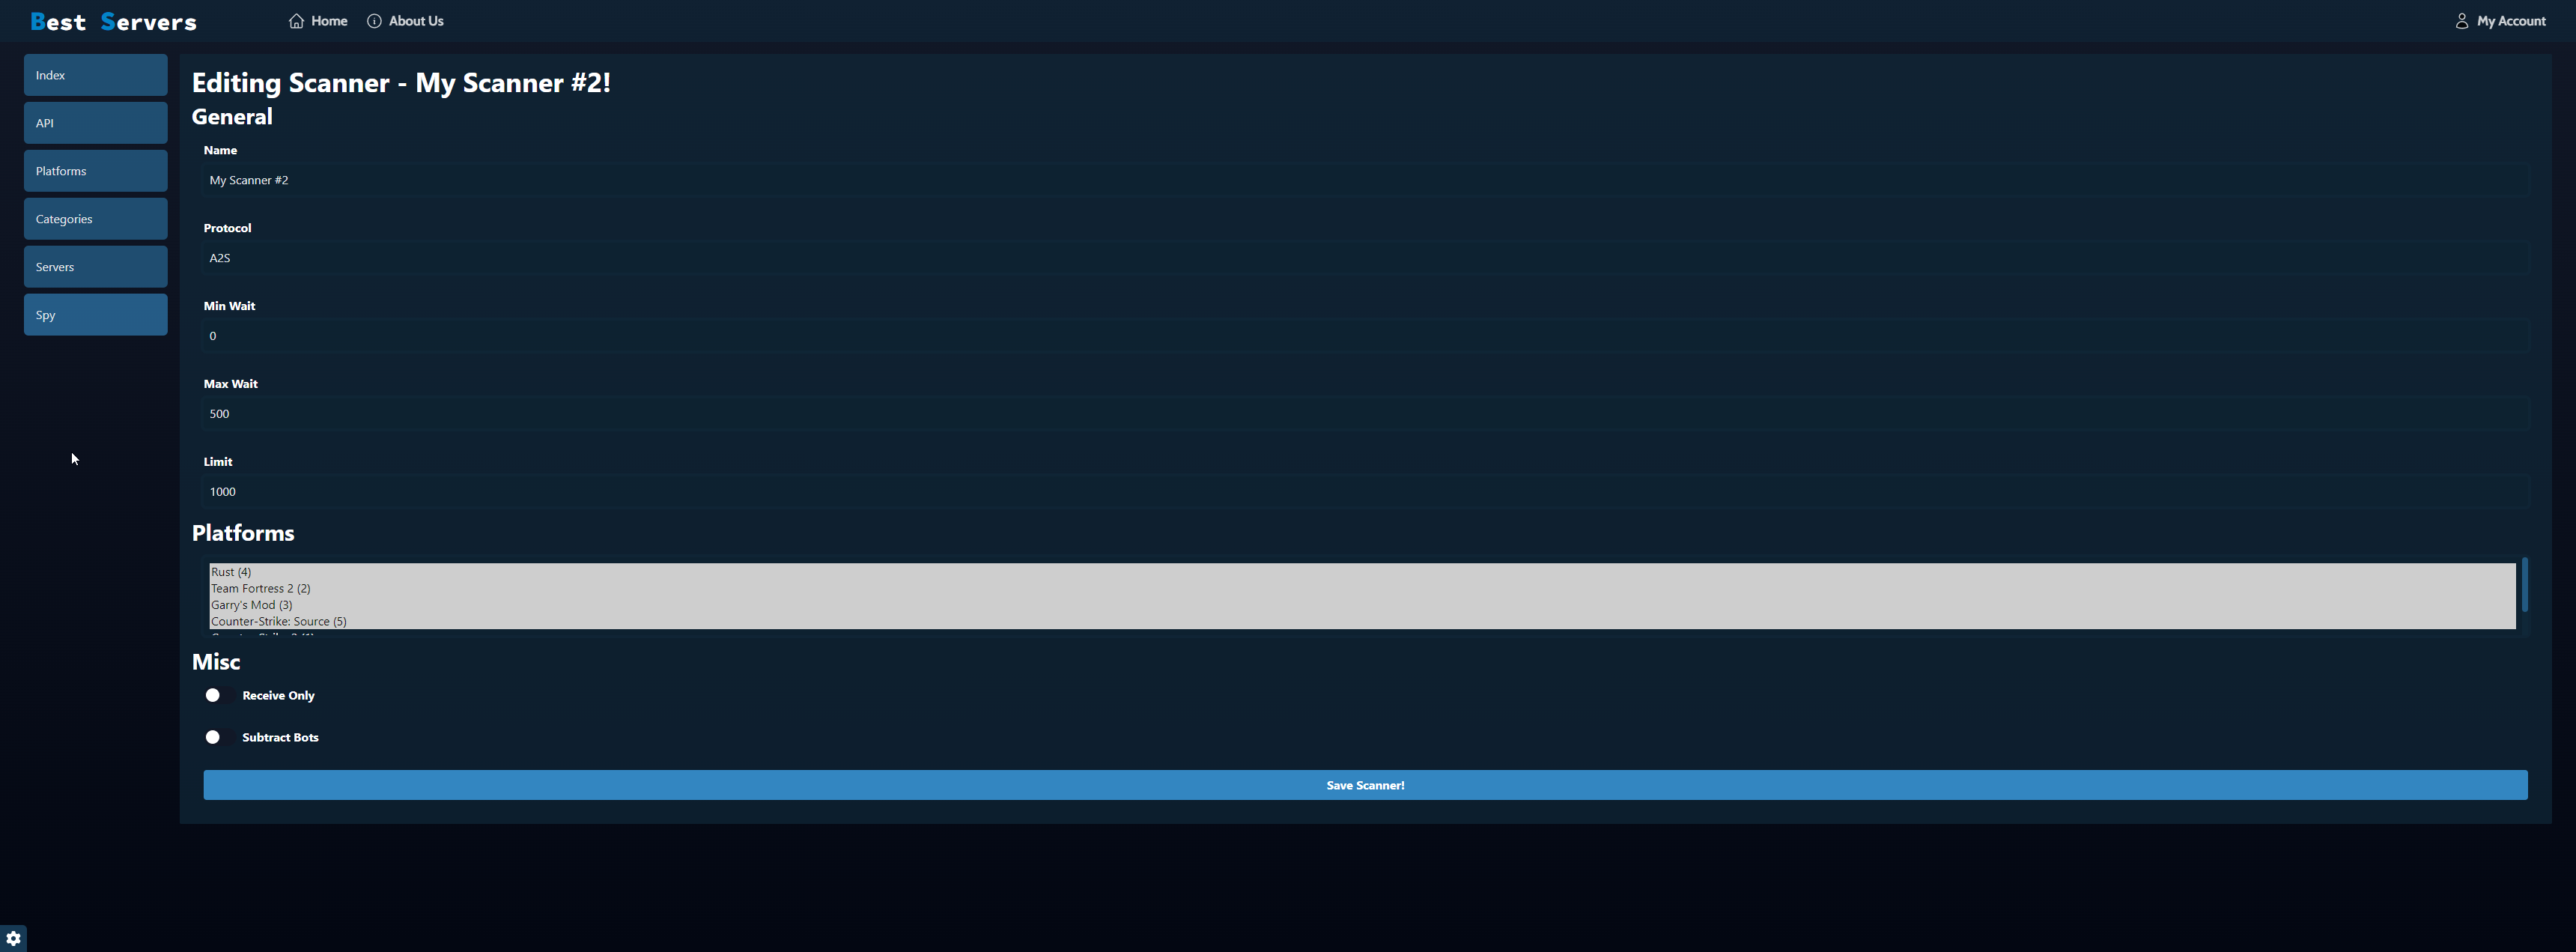 Best Servers
Home
About Us
My Account
Index
API
Platforms
Categories
Servers
Spy
Editing Scanner - My Scanner #2!
General
Name
My Scanner #2
Protocol
A2S
Min Wait
0
Max Wait
500
Limit
1000
Platforms
Rust (4)
Team Fortress 2 (2)
Garry's Mod (3)
Counter-Strike: Source (5)
Misc
Receive Only
Subtract Bots
Save Scanner!